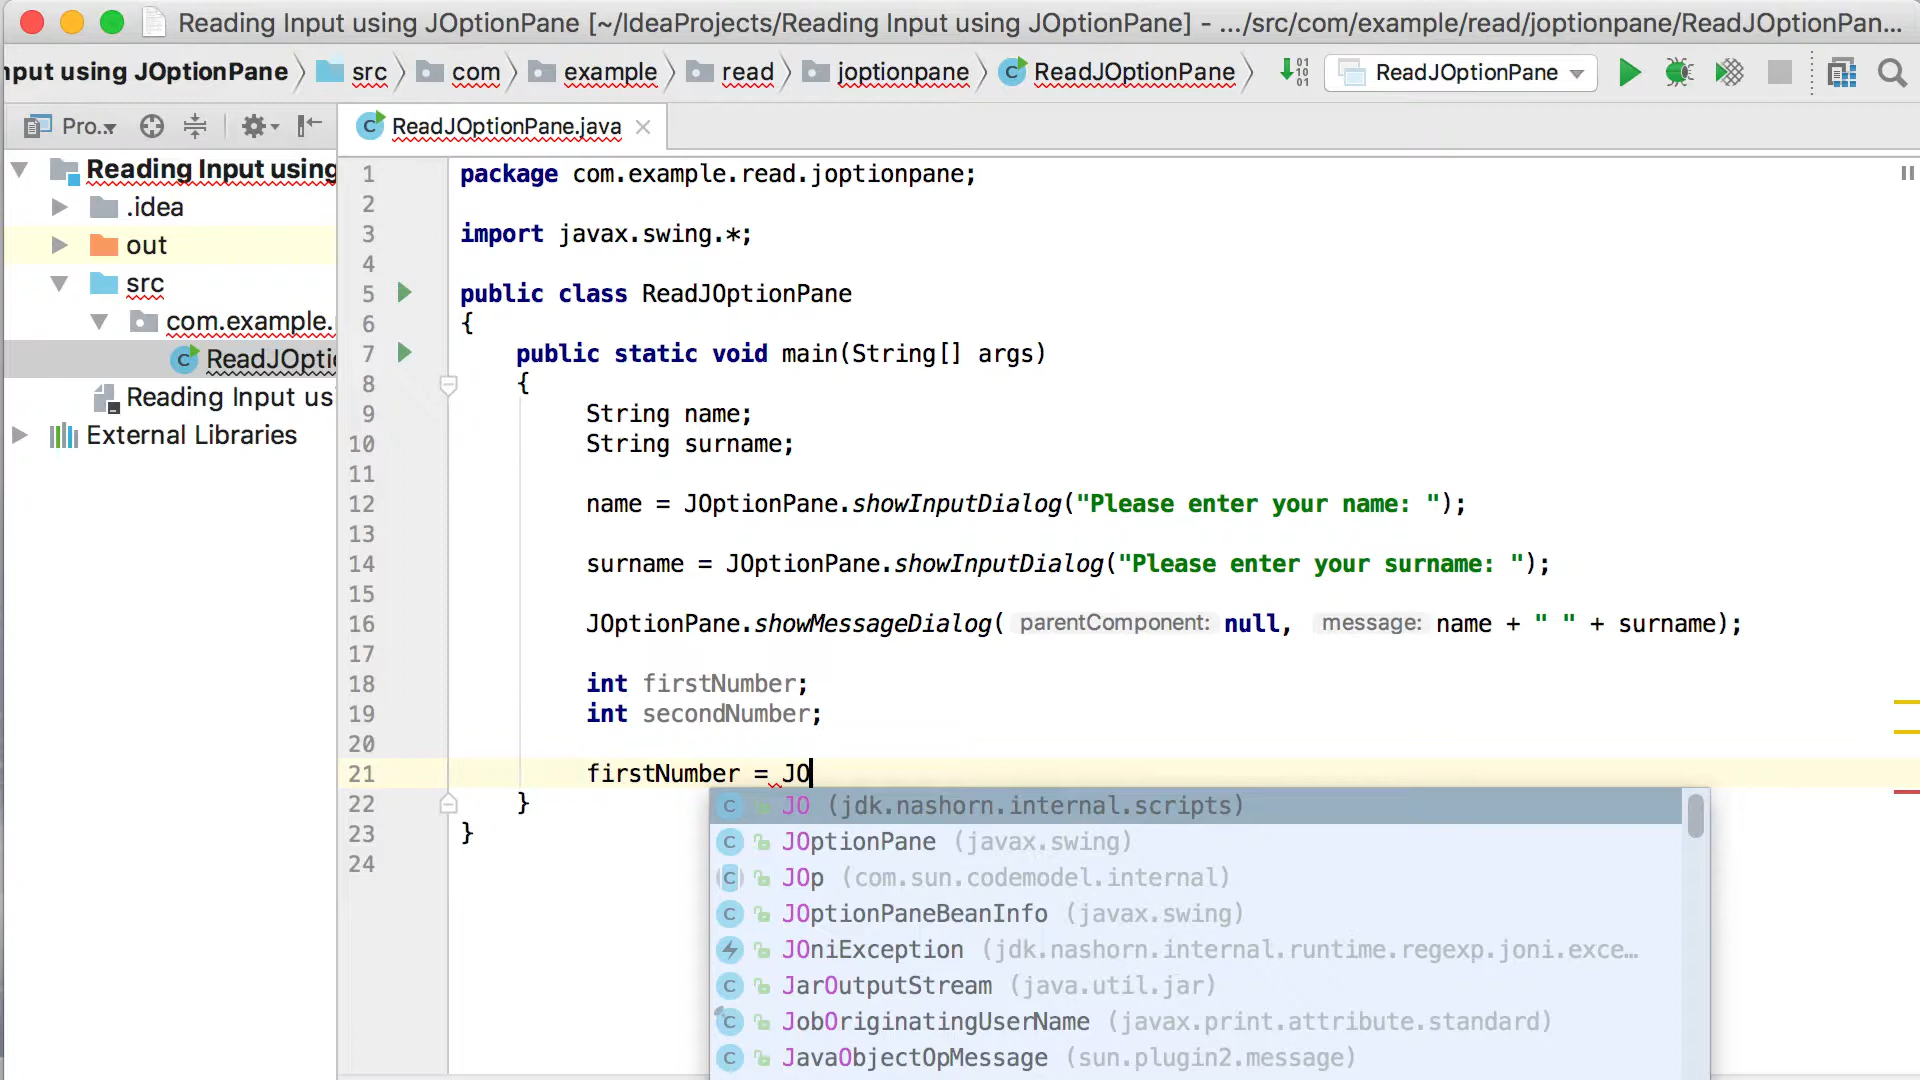 Reading Input using JOptionPane [~/IdeaProjects/Reading Input using JOptionPane] - .../src/com/example/read/joptionpane/ReadJOptionPan...
nput using JOptionPane src com example read joptionpane ReadJOptionPane ReadJOptionPane
Pro... ReadJOptionPane.java
Reading Input using
.idea
out
src
com.example.
ReadJOptio
Reading Input us
External Libraries
1 package com.example.read.joptionpane;
2
3 import javax.swing.*;
4
5 public class ReadJOptionPane
6 {
7 public static void main(String[] args)
8 {
9 String name;
10 String surname;
11
12 name = JOptionPane.showInputDialog("Please enter your name: ");
13
14 surname = JOptionPane.showInputDialog("Please enter your surname: ");
15
16 JOptionPane.showMessageDialog( parentComponent: null, message: name + " " + surname);
17
18 int firstNumber;
19 int secondNumber;
20
21 firstNumber = JO
22 }
23 }
24
JO (jdk.nashorn.internal.scripts)
JOptionPane (javax.swing)
JOp (com.sun.codemodel.internal)
JOptionPaneBeanInfo (javax.swing)
JOniException (jdk.nashorn.internal.runtime.regexp.joni.exce…
JarOutputStream (java.util.jar)
JobOriginatingUserName (javax.print.attribute.standard)
JavaObjectOpMessage (sun.plugin2.message)